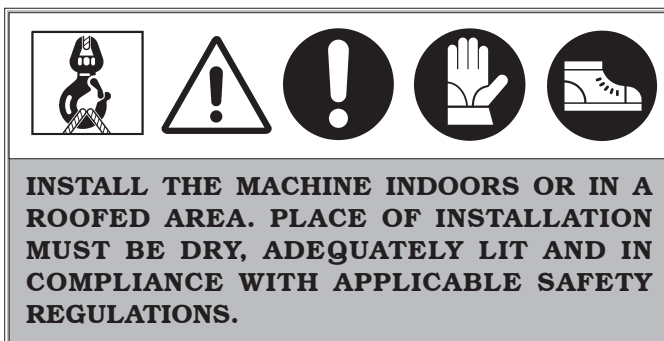 INSTALL THE MACHINE INDOORS OR IN A
ROOFED AREA. PLACE OF INSTALLATION
MUST BE DRY, ADEQUATELY LIT AND IN
COMPLIANCE WITH APPLICABLE SAFETY
REGULATIONS.